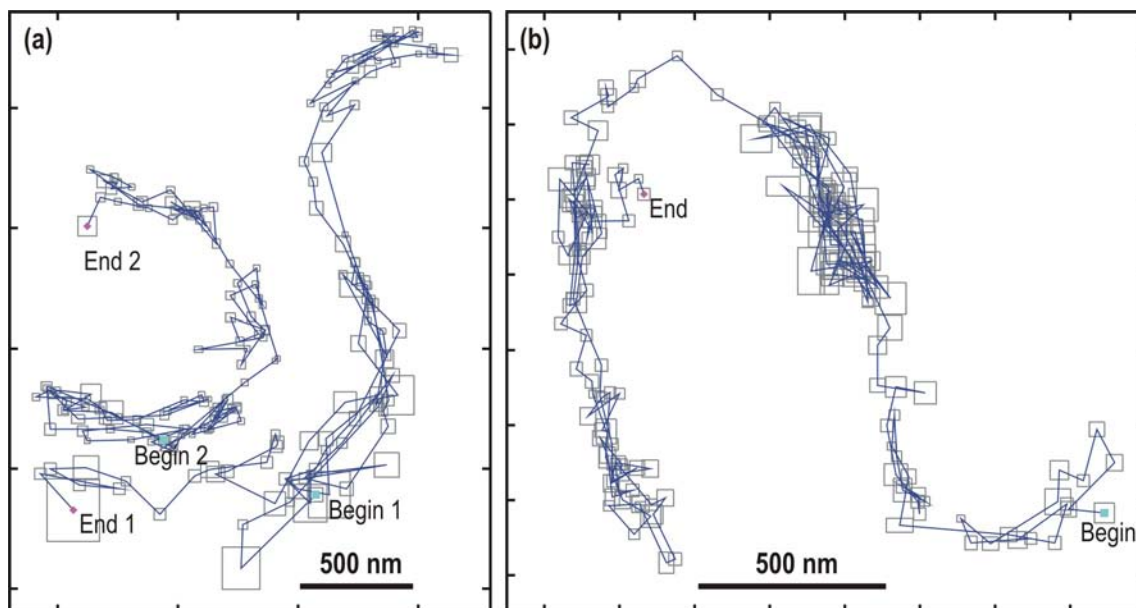 (a)
End 2
Begin 2
End 1
Begin 1
500 nm
(b)
End
Begin
500 nm